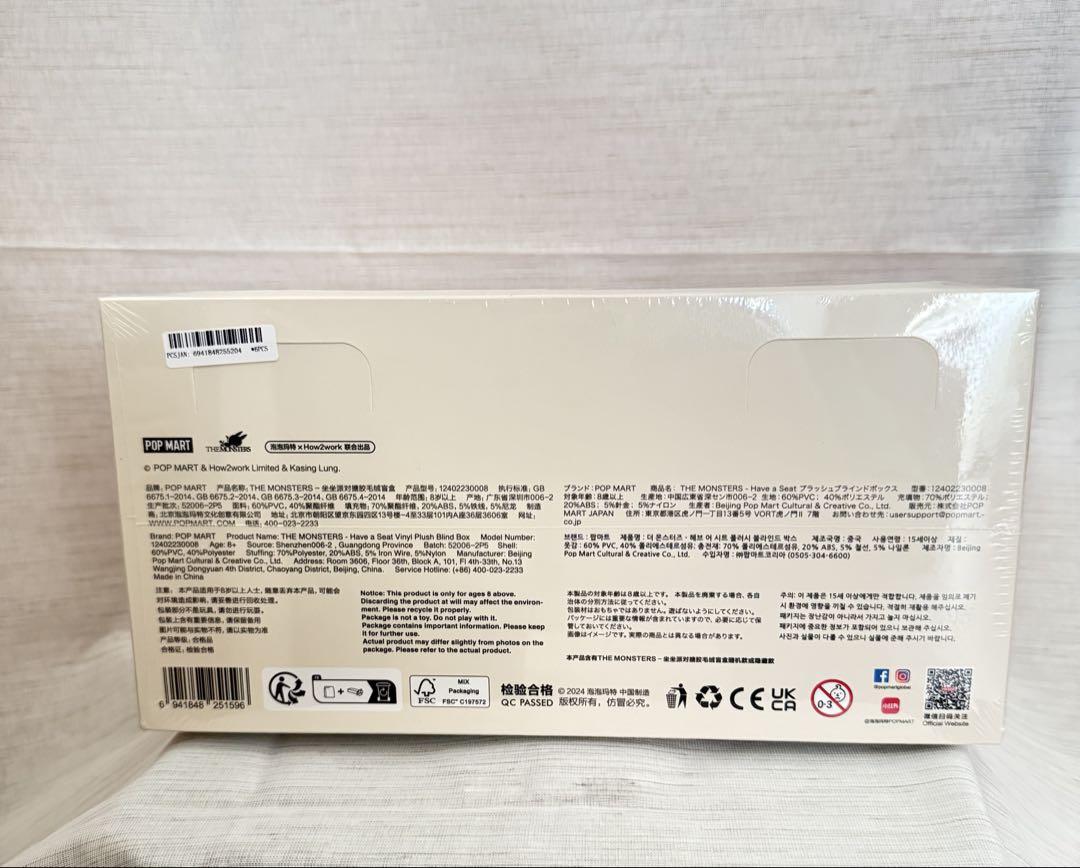 PCSJAN: 6941848255204 *6PCS
POP MART THE MONSTERS 泡泡玛特 × How2work 联合出品
© POP MART & How2work Limited & Kasing Lung.
品牌: POP MART 产品名称: THE MONSTERS – 坐坐派对搪胶毛绒盲盒 产品型号: 12402230008 执行标准: GB
6675.1–2014、GB 6675.2–2014、GB 6675.3–2014、GB 6675.4–2014 年龄范围: 8岁以上 产地: 广东省深圳市006–2
生产批次: 52006–2P5 面料: 60%PVC, 40%聚酯纤维 填充物: 70%聚酯纤维, 20%ABS, 5%铁线, 5%尼龙 制造
商: 北京泡泡玛特文化创意有限公司 地址: 北京市朝阳区望京东园四区13号楼–4至33层101内A座36层3606室 网址:
WWW.POPMART.COM 电话: 400–023–2233
Brand: POP MART Product Name: THE MONSTERS - Have a Seat Vinyl Plush Blind Box Model Number:
12402230008 Age: 8+ Source: Shenzhen006-2 , Guangdong Province Batch: 52006-2P5 Shell:
60%PVC, 40%Polyester Stuffing: 70%Polyester, 20%ABS, 5%Iron Wire, 5%Nylon Manufacturer: Beijing
Pop Mart Cultural & Creative Co., Ltd. Address: Room 3606, Floor 36th, Block A, 101, Fl 4th-33th, No.13
Wangjing Dongyuan 4th District, Chaoyang District, Beijing, China. Service Hotline: (+86) 400-023-2233
Made in China
ブランド: POP MART 商品名: THE MONSTERS - Have a Seat プラッシュブラインドボックス 型番: 12402230008
対象年齢: 8歳以上 生産地: 中国広東省深セン市006–2 生地: 60%PVC; 40%ポリエステル 充填物: 70%ポリエステル;
20%ABS; 5%針金; 5%ナイロン 生産者: Beijing Pop Mart Cultural & Creative Co., Ltd. 販売元: 株式会社POP
MART JAPAN 住所: 東京都港区虎ノ門一丁目13番5号 VORT虎ノ門Ⅱ 7階 お問い合わせ先: usersupport@popmart.-
co.jp
브랜드: 팝마트 제품명: 더 몬스터즈 - 해브 어 시트 플러시 블라인드 박스 제조국명: 중국 사용연령: 15세이상 재질:
겉감: 60% PVC, 40% 폴리에스테르섬유, 충전재: 70% 폴리에스테르섬유, 20% ABS, 5% 철선, 5% 나일론 제조자명: Beijing
Pop Mart Cultural & Creative Co., Ltd. 수입자명: ㈜팝마트코리아 (0505-304-6600)
注意: 本产品适用于8岁以上人士, 随意丢弃本产品, 可能会
对环境造成影响, 请妥善进行回收处理。
包装部分不是玩具, 请勿进行玩耍。
包装上含有重要信息, 请保留备用
图片可能与实物不符, 请以实物为准
产品等级: 合格品
合格证: 检验合格
Notice: This product is only for ages 8 above.
Discarding the product at will may affect the environ-
ment. Please recycle it properly.
Package is not a toy. Do not play with it.
Package contains important information. Please keep
it for further use.
Actual product may differ slightly from photos on the
package. Please refer to the actual product.
本製品の対象年齢は8歳以上です。 本製品を廃棄する場合、各自
治体の分別方法に従ってください。
包装材はおもちゃではありません。遊ばないようにしてください。
パッケージには重要な情報が含まれていますので、必要に応じて保
管しておいてください。
画像はイメージです。実際の商品とは異なる場合があります。
주의: 이 제품은 15세 이상에게만 적합합니다. 제품을 임의로 폐기
시 환경에 영향을 끼칠 수 있습니다. 적절히 재활용 해주십시오.
패키지는 장난감이 아니라서 가지고 놀지 마십시오.
패키지에 중요한 정보가 포함되어 있으니 보관해 주십시오.
사진과 실물이 다를 수 있으니 실물에 준해 주시기 바랍니다.
本产品含有THE MONSTERS – 坐坐派对搪胶毛绒盲盒随机款或隐藏款
6 941848 251596
FSC MIX Packaging FSC® C197572
检验合格 © 2024 泡泡玛特 中国制造
QC PASSED 版权所有, 仿冒必究。
CE UK CA 0-3
@popmartglobal
小红书
@泡泡玛特POPMART
微信扫码关注
Official Website